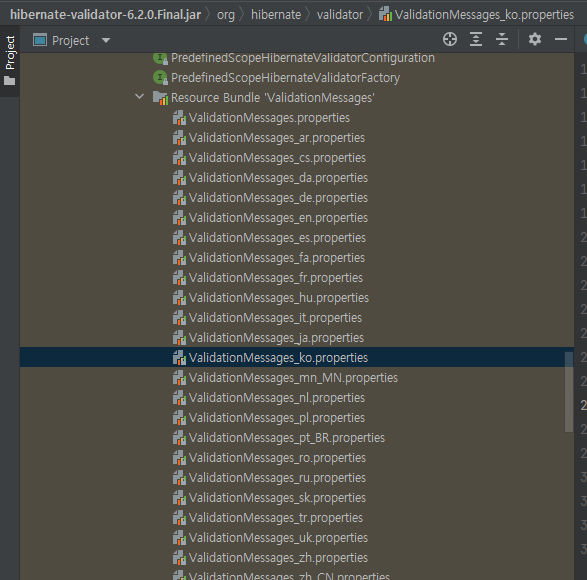 hibernate-validator-6.2.0.Final.jar org hibernate validator ValidationMessages_ko.properties
Project
Project
PredefinedScopeHibernateValidatorConfiguration
PredefinedScopeHibernateValidatorFactory
Resource Bundle 'ValidationMessages'
ValidationMessages.properties
ValidationMessages_ar.properties
ValidationMessages_cs.properties
ValidationMessages_da.properties
ValidationMessages_de.properties
ValidationMessages_en.properties
ValidationMessages_es.properties
ValidationMessages_fa.properties
ValidationMessages_fr.properties
ValidationMessages_hu.properties
ValidationMessages_it.properties
ValidationMessages_ja.properties
ValidationMessages_ko.properties
ValidationMessages_mn_MN.properties
ValidationMessages_nl.properties
ValidationMessages_pl.properties
ValidationMessages_pt_BR.properties
ValidationMessages_ro.properties
ValidationMessages_ru.properties
ValidationMessages_sk.properties
ValidationMessages_tr.properties
ValidationMessages_uk.properties
ValidationMessages_zh.properties
ValidationMessages_zh_CN.properties